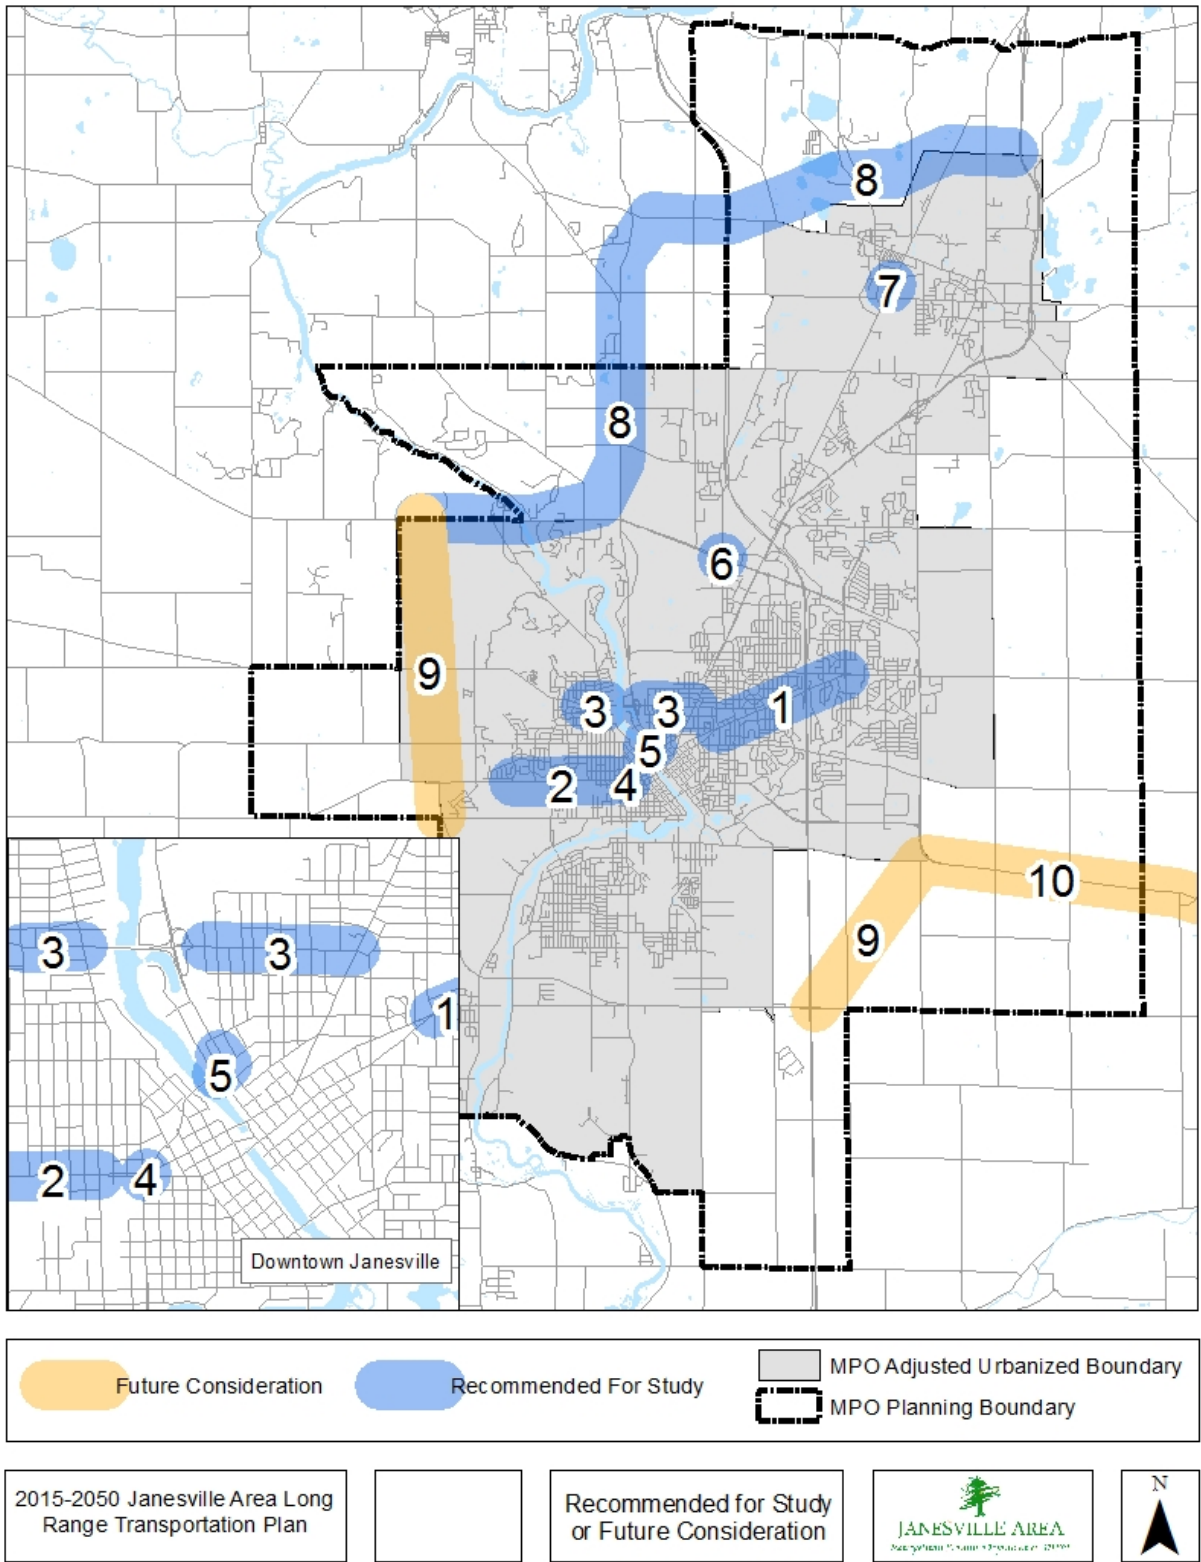 8
7
8
6
9
3
3
1
5
2
4
10
9
3
3
1
5
2
4
Downtown Janesville
Future Consideration
Recommended For Study
MPO Adjusted Urbanized Boundary
MPO Planning Boundary
2015-2050 Janesville Area Long
Range Transportation Plan
Recommended for Study
or Future Consideration
JANESVILLE AREA
N